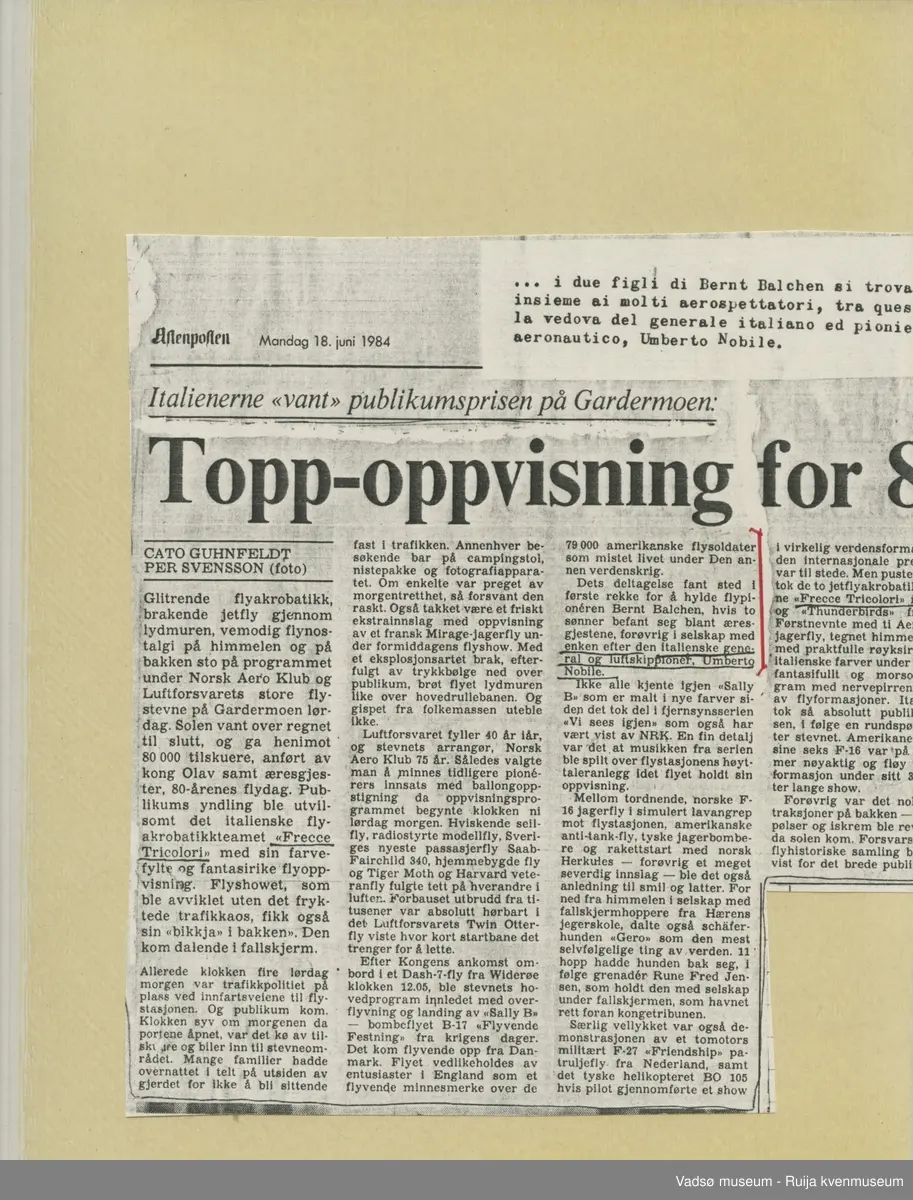 ... i due figli di Bernt Balchen si trova
insieme ai molti aerospettatori, tra ques
la vedova del generale italiano ed pionie
aeronautico, Umberto Nobile.
Aftenposten Mandag 18. juni 1984
Italienerne «vant» publikumsprisen på Gardermoen:
Topp-oppvisning for 8
CATO GUHNFELDT
PER SVENSSON (foto)
Glitrende flyakrobatikk,
brakende jetfly gjennom
lydmuren, vemodig flynos-
talgi på himmelen og på
bakken sto på programmet
under Norsk Aero Klub og
Luftforsvarets store fly-
stevne på Gardermoen lør-
dag. Solen vant over regnet
til slutt, og ga henimot
80 000 tilskuere, anført av
kong Olav samt æresgjes-
ter, 80-årenes flydag. Pub-
likums yndling ble utvil-
somt det italienske fly-
akrobatikkteamet «Frecce
Tricolori» med sin farve-
fylte og fantasirike flyopp-
visning. Flyshowet, som
ble avviklet uten det fryk-
tede trafikkaos, fikk også
sin «bikkja i bakken». Den
kom dalende i fallskjerm.
Allerede klokken fire lørdag
morgen var trafikkpolitiet på
plass ved innfartsveiene til fly-
stasjonen. Og publikum kom.
Klokken syv om morgenen da
portene åpnet, var det kø av til-
skuere og biler inn til stevneom-
rådet. Mange familier hadde
overnattet i telt på utsiden av
gjerdet for ikke å bli sittende
fast i trafikken. Annenhver be-
søkende bar på campingstol,
nistepakke og fotografiappara-
tet. Om enkelte var preget av
morgentretthet, så forsvant den
raskt. Også takket være et friskt
ekstrainnslag med oppvisning
av et fransk Mirage-jagerfly un-
der formiddagens flyshow. Med
et eksplosjonsartet brak, efter-
fulgt av trykkbølge ned over
publikum, brøt flyet lydmuren
like over hovedrullebanen. Og
gispet fra folkemassen uteble
ikke.
Luftforsvaret fyller 40 år iår,
og stevnets arrangør, Norsk
Aero Klub 75 år. Således valgte
man å minnes tidligere pioné-
rers innsats med ballongopp-
stigning da oppvisningspro-
grammet begynte klokken ni
lørdag morgen. Hviskende seil-
fly, radiostyrte modellfly, Sveri-
ges nyeste passasjerfly Saab-
Fairchild 340, hjemmebygde fly
og Tiger Moth og Harvard vete-
ranfly fulgte tett på hverandre i
luften. Forbauset utbrudd fra ti-
tusener var absolutt hørbart i
det Luftforsvarets Twin Otter-
fly viste hvor kort startbane det
trenger for å lette.
Efter Kongens ankomst om-
bord i et Dash-7-fly fra Widerøe
klokken 12.05, ble stevnets ho-
vedprogram innledet med over-
flyvning og landing av «Sally B»
— bombeflyet B-17 «Flyvende
Festning» fra krigens dager.
Det kom flyvende opp fra Dan-
mark. Flyet vedlikeholdes av
entusiaster i England som et
flyvende minnesmerke over de
79 000 amerikanske flysoldater
som mistet livet under Den an-
nen verdenskrig.
Dets deltagelse fant sted i
første rekke for å hylde flypi-
onéren Bernt Balchen, hvis to
sønner befant seg blant æres-
gjestene, forøvrig i selskap med
enken efter den italienske gene-
ral og luftskippionér, Umberto
Nobile.
Ikke alle kjente igjen «Sally
B» som er malt i nye farver si-
den det tok del i fjernsynsserien
«Vi sees igjen» som også har
vært vist av NRK. En fin detalj
var det at musikken fra serien
ble spilt over flystasjonens høyt-
taleranlegg idet flyet holdt sin
oppvisning.
Mellom tordnende, norske F-
16 jagerfly i simulert lavangrep
mot flystasjonen, amerikanske
anti-tank-fly, tyske jagerbombe-
re og rakettstart med norsk
Herkules — forøvrig et meget
severdig innslag — ble det også
anledning til smil og latter. For
ned fra himmelen i selskap med
fallskjermhoppere fra Hærens
jegerskole, dalte også schäfer-
hunden «Gero» som den mest
selvfølgelige ting av verden. 11
hopp hadde hunden bak seg, i
følge grenadér Rune Fred Jen-
sen, som holdt den med selskap
under fallskjermen, som havnet
rett foran kongetribunen.
Særlig vellykket var også de-
monstrasjonen av et tomotors
militært F-27 «Friendship» pa-
truljefly fra Nederland, samt
det tyske helikopteret BO 105
hvis pilot gjennomførte et show
i virkelig verdensforma
den internasjonale pre
var til stede. Men puste
tok de to jetflyakrobati
ne «Frecce Tricolori» i
og «Thunderbirds» f
Førstnevnte med ti Ae
jagerfly, tegnet himme
med praktfulle røyksir
italienske farver under
fantasifullt og morso
gram med nervepirren
av flyformasjoner. Ita
tok så absolutt publi
sen, i følge en rundspø
ter stevnet. Amerikane
sine seks F-16 var på
mer nøyaktig og fløy
formasjon under sitt 3
ter lange show.
Forøvrig var det nok
traksjoner på bakken —
pølser og iskrem ble rev
da solen kom. Forsvars
flyhistoriske samling b
vist for det brede publi
Vadsø museum - Ruija kvenmuseum